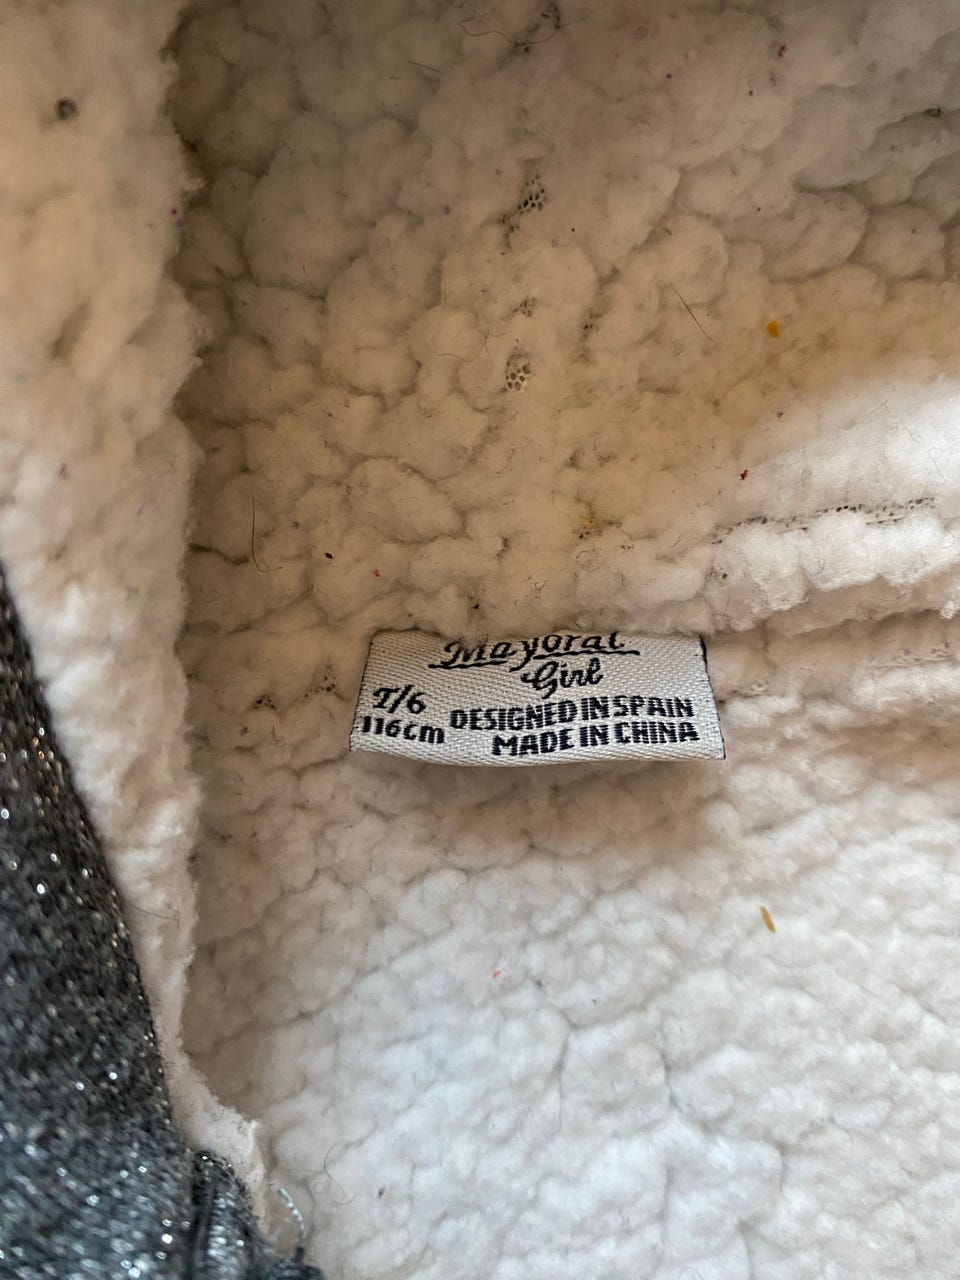 Mayoral
Girl
T/6
116cm
DESIGNED IN SPAIN
MADE IN CHINA